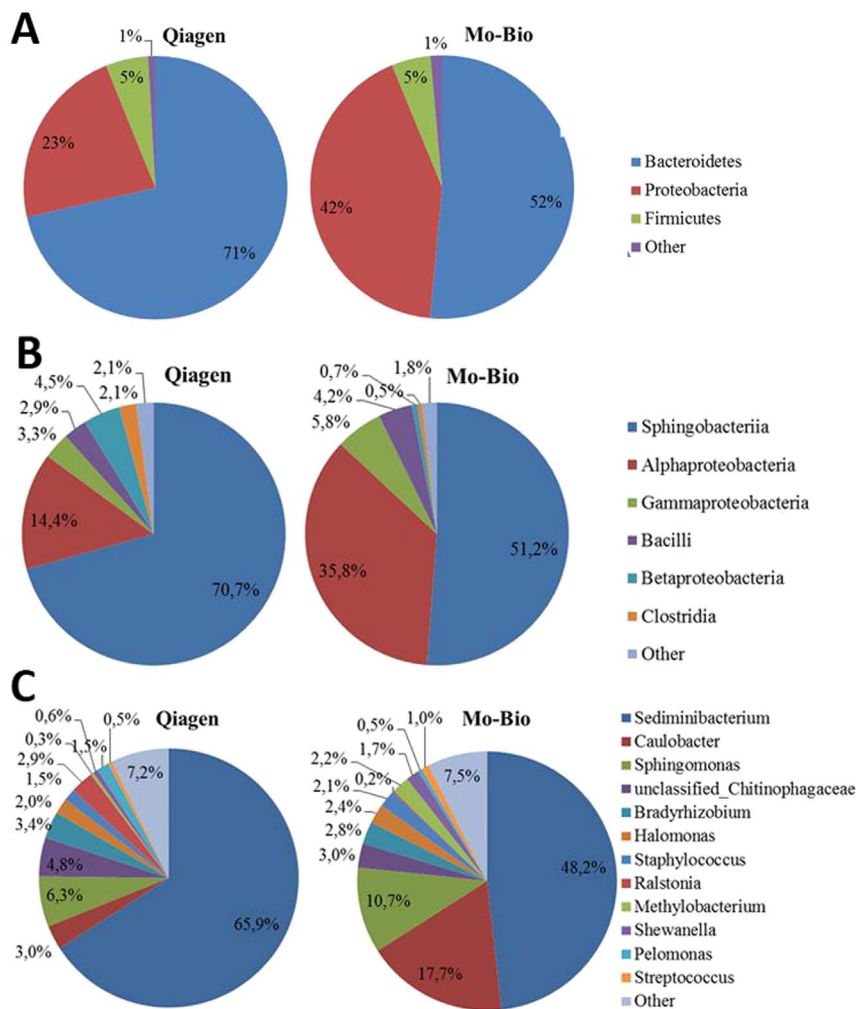 A
Qiagen
Mo-Bio
1%
5%
23%
71%
1%
5%
42%
52%
Bacteroidetes
Proteobacteria
Firmicutes
Other
B
Qiagen
Mo-Bio
2,1%
4,5%
2,1%
2,9%
3,3%
14,4%
70,7%
0,7%
1,8%
4,2%
0,5%
5,8%
35,8%
51,2%
Sphingobacteriia
Alphaproteobacteria
Gammaproteobacteria
Bacilli
Betaproteobacteria
Clostridia
Other
C
Qiagen
Mo-Bio
0,6%
0,5%
0,3%
1,5%
2,9%
7,2%
1,5%
2,0%
3,4%
4,8%
6,3%
65,9%
3,0%
0,5%
1,0%
1,7%
2,2%
0,2%
7,5%
2,1%
2,4%
2,8%
3,0%
48,2%
10,7%
17,7%
Sediminibacterium
Caulobacter
Sphingomonas
unclassified_Chitinophagaceae
Bradyrhizobium
Halomonas
Staphylococcus
Ralstonia
Methylobacterium
Shewanella
Pelomonas
Streptococcus
Other